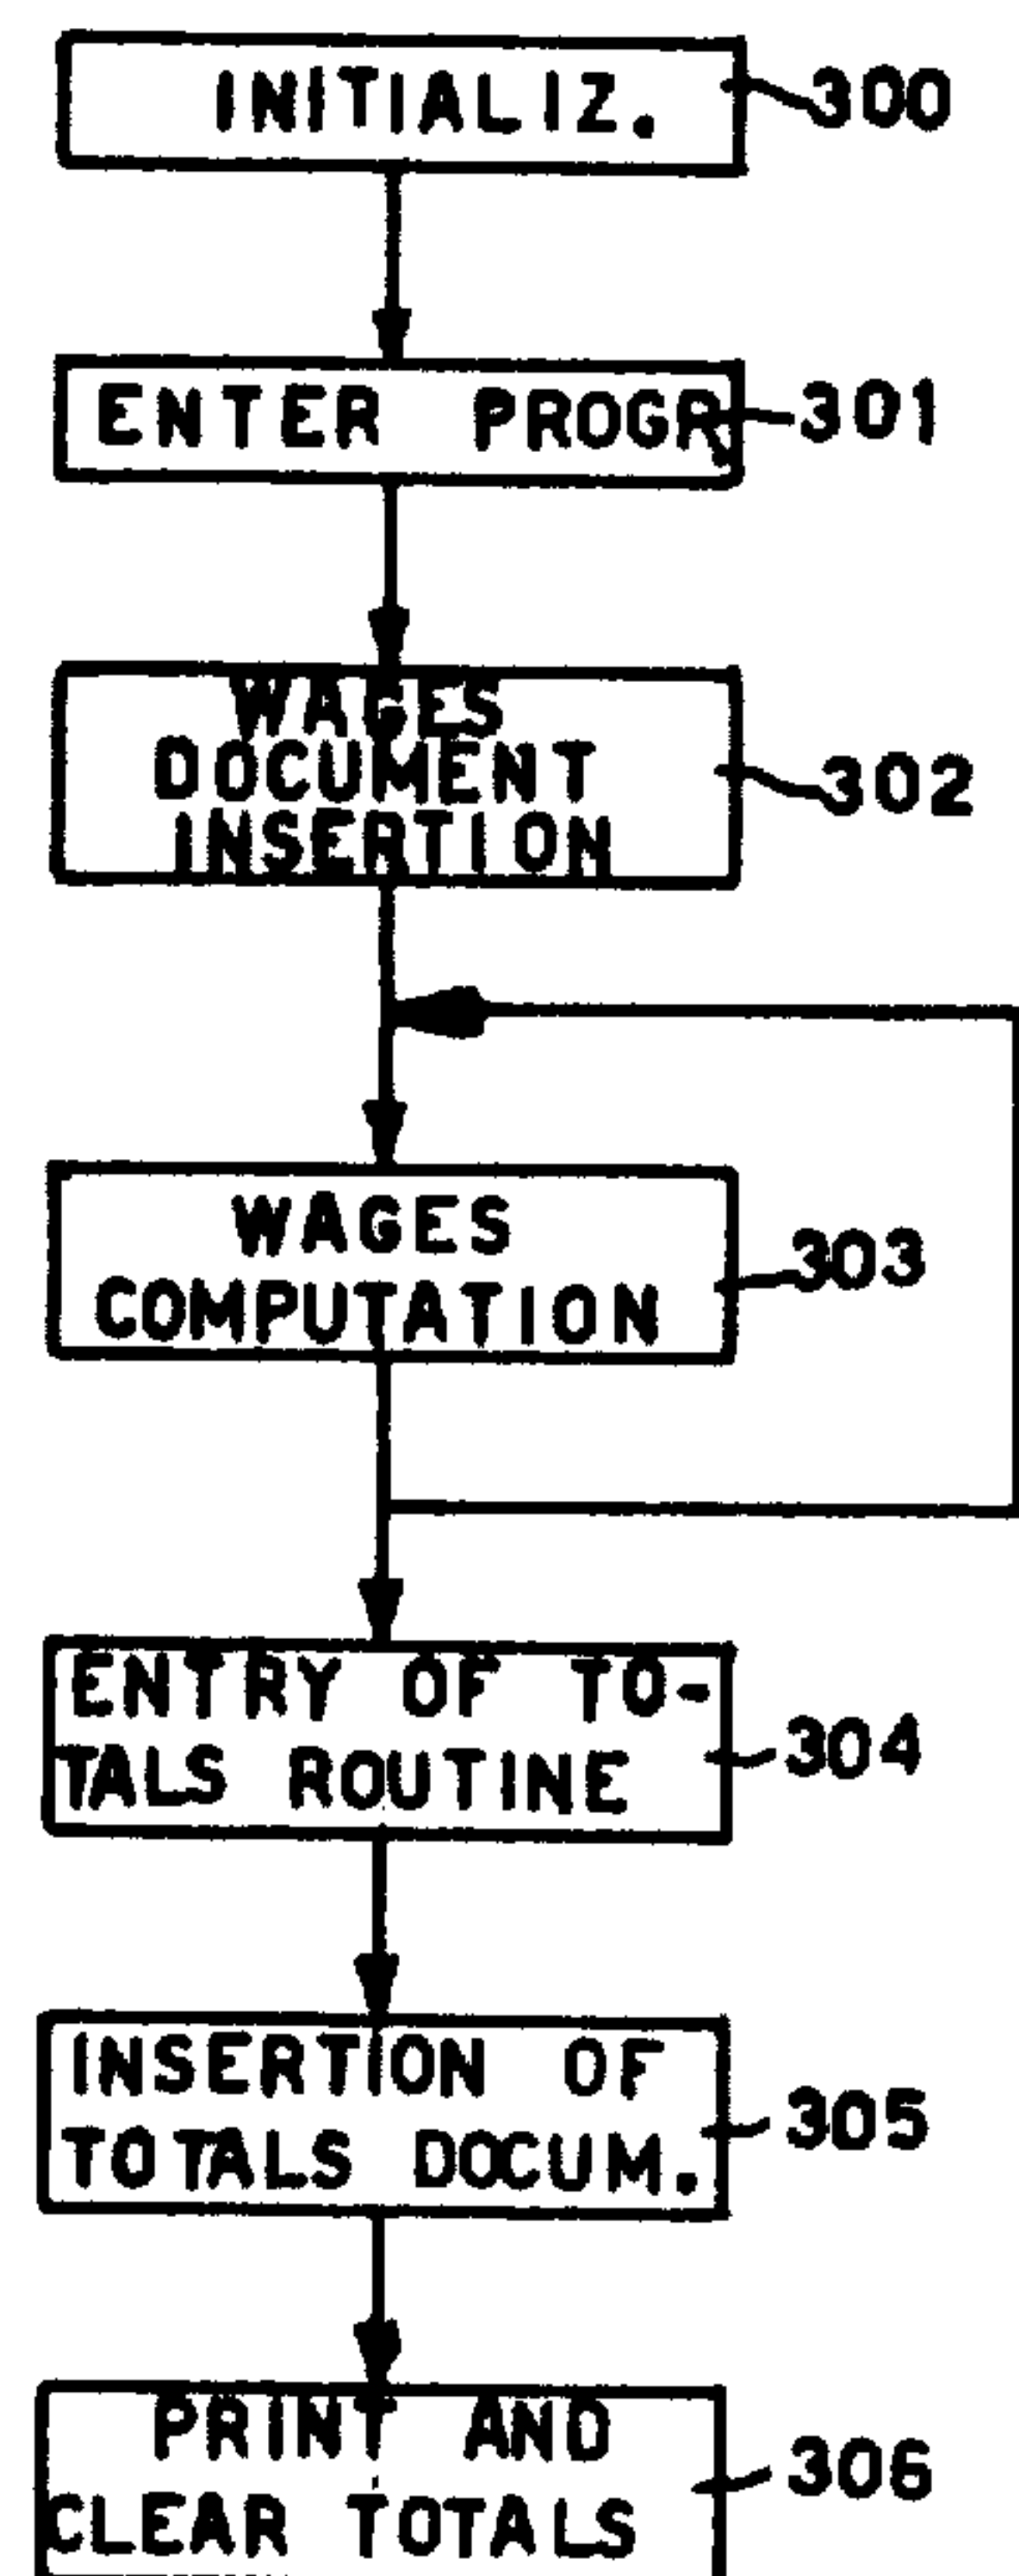 INITIALIZ. 300
ENTER PROGR. 301
WAGES
DOCUMENT 302
INSERTION
WAGES
COMPUTATION 303
ENTRY OF TO-
TALS ROUTINE 304
INSERTION OF
TOTALS DOCUM. 305
PRINT AND
CLEAR TOTALS 306